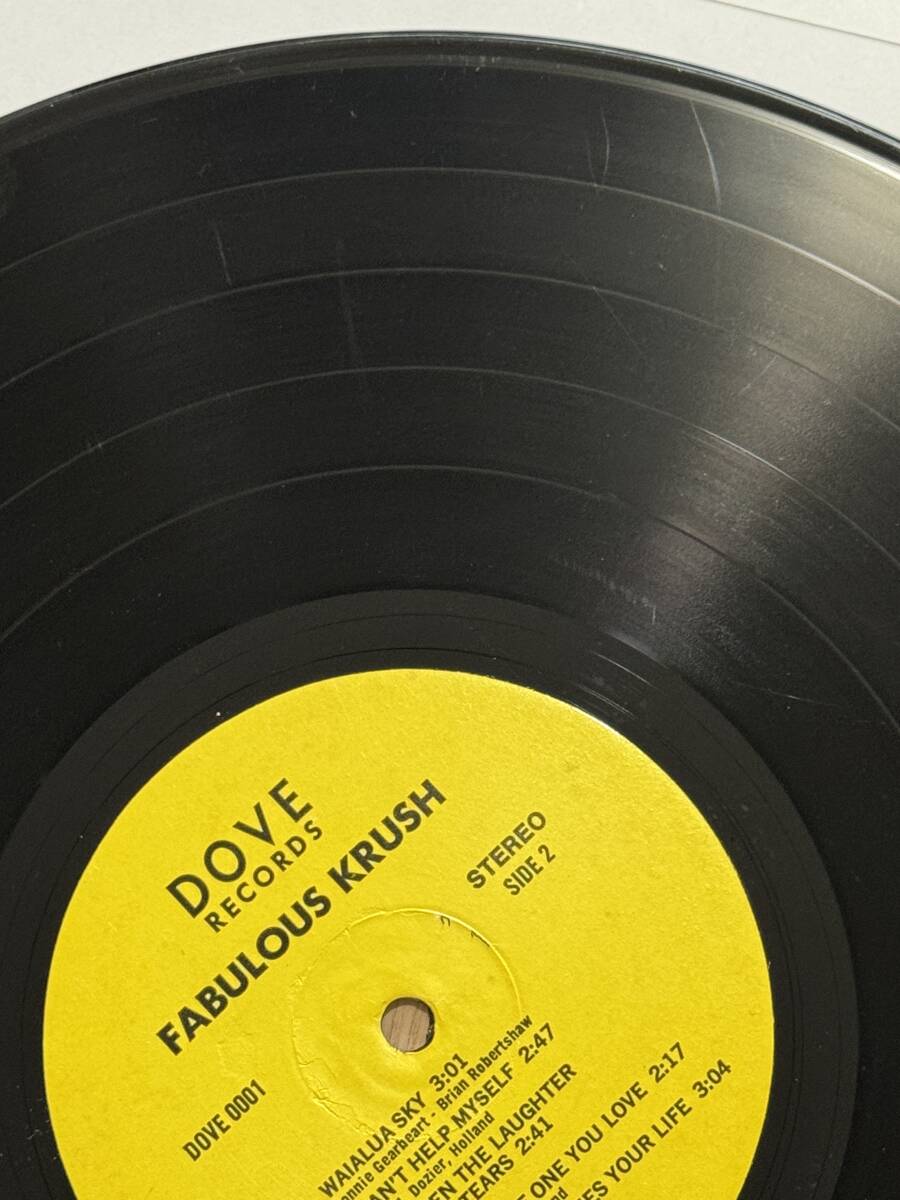 DOVE
RECORDS
FABULOUS KRUSH
STEREO
SIDE 2
DOVE 0001
WAIALUA SKY 3:01
Gearheart - Brian Robertshaw
HELP MYSELF 2:47
Dozier, Holland
THE LAUGHTER
TEARS 2:41
ONE YOU LOVE 2:17
YOUR LIFE 3:04